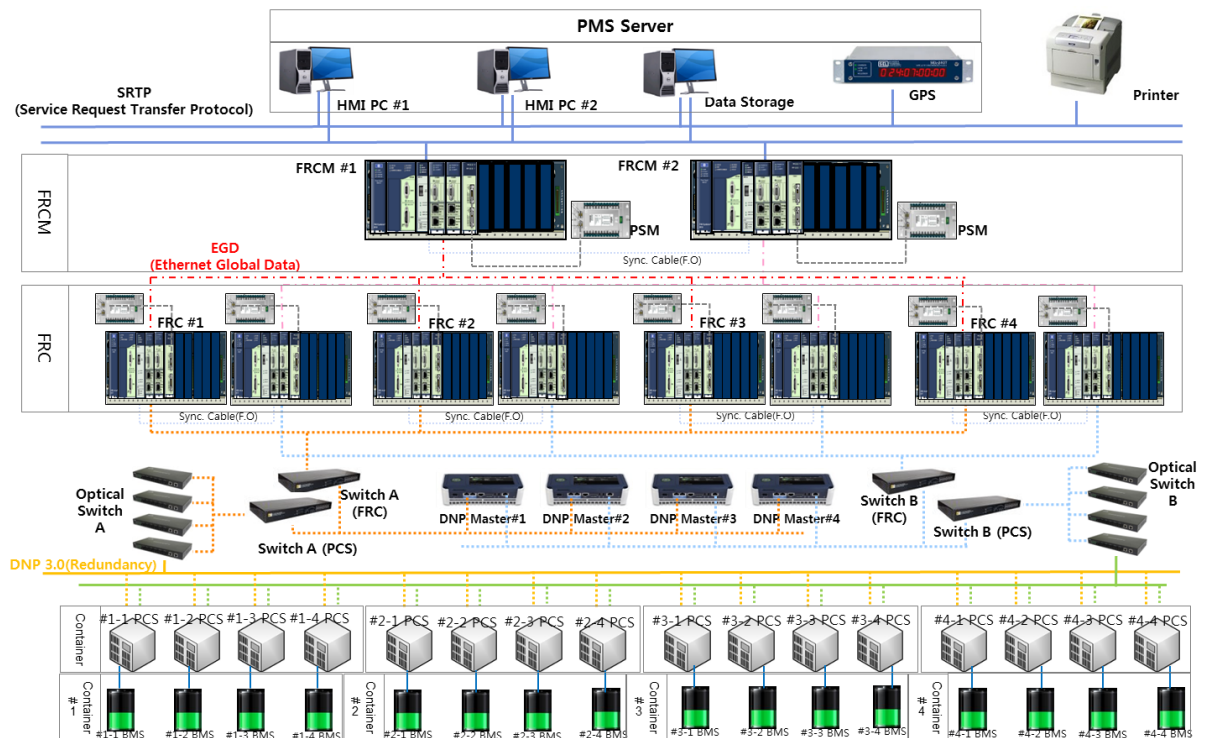 PMS Server
SRTP
(Service Request Transfer Protocol)
HMI PC #1
HMI PC #2
Data Storage
0:24:07:00:00
GPS
Printer
FRCM
FRCM #1
FRCM #2
PSM
PSM
Sync. Cable(F.O)
EGD
(Ethernet Global Data)
FRC
FRC #1
FRC #2
FRC #3
FRC #4
Sync. Cable(F.O)
Sync. Cable(F.O)
Sync. Cable(F.O)
Sync. Cable(F.O)
Optical
Switch
A
Switch A
(FRC)
Switch A (PCS)
DNP Master#1
DNP Master#2
DNP Master#3
DNP Master#4
Switch B
(FRC)
Switch B (PCS)
Optical
Switch
B
DNP 3.0(Redundancy)
Container
#1-1 PCS
#1-2 PCS
#1-3 PCS
#1-4 PCS
#2-1 PCS
#2-2 PCS
#2-3 PCS
#2-4 PCS
#3-1 PCS
#3-2 PCS
#3-3 PCS
#3-4 PCS
#4-1 PCS
#4-2 PCS
#4-3 PCS
#4-4 PCS
Container
#1
Container
#2
Container
#3
Container
#4
#1-1 BMS
#1-2 BMS
#1-3 BMS
#1-4 BMS
#2-1 BMS
#2-2 BMS
#2-3 BMS
#2-4 BMS
#3-1 BMS
#3-2 BMS
#3-3 BMS
#3-4 BMS
#4-1 BMS
#4-2 BMS
#4-3 BMS
#4-4 BMS